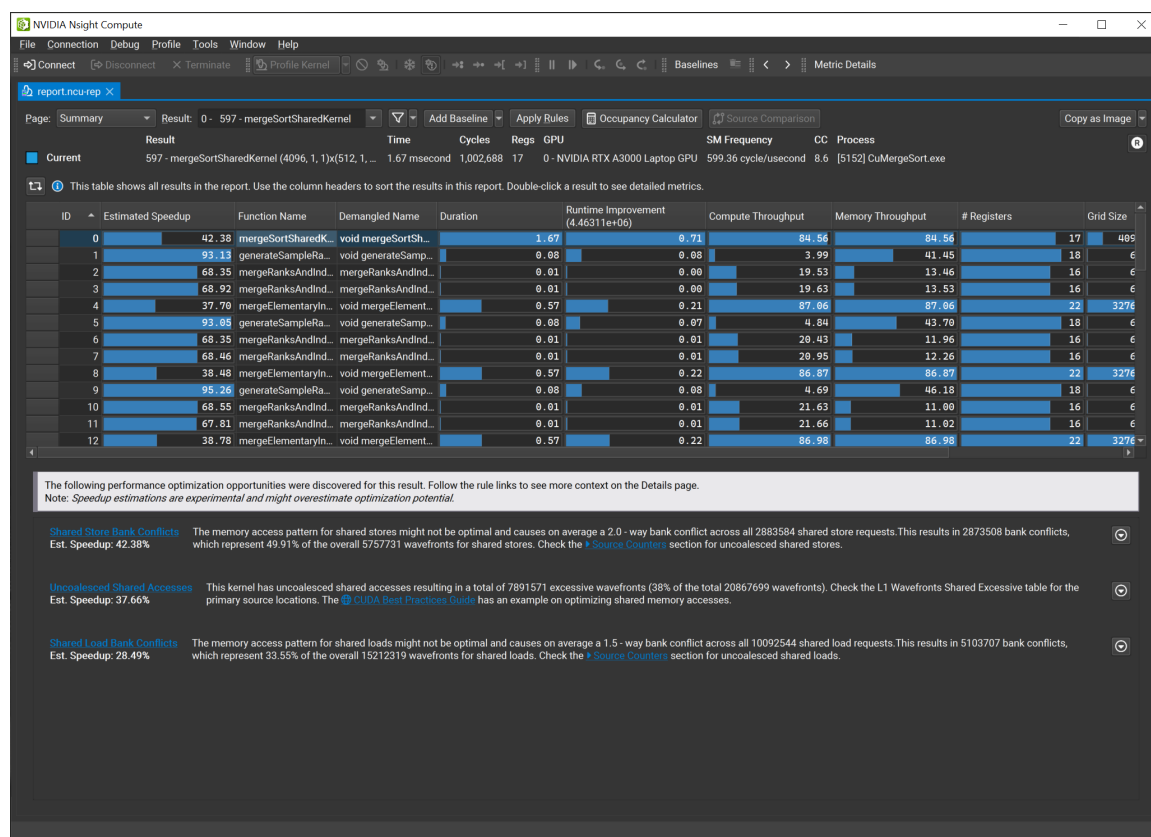 NVIDIA Nsight Compute
File Connection Debug Profile Tools Window Help
Connect Disconnect Terminate Profile Kernel Baselines Metric Details
report.ncu-rep
Page: Summary Result: 0 - 597 - mergeSortSharedKernel Add Baseline Apply Rules Occupancy Calculator Source Comparison Copy as Image
Result Time Cycles Regs GPU SM Frequency CC Process
Current 597 - mergeSortSharedKernel (4096, 1, 1)x(512, 1, ... 1.67 msecond 1,002,688 17 0 - NVIDIA RTX A3000 Laptop GPU 599.36 cycle/usecond 8.6 [5152] CuMergeSort.exe R
This table shows all results in the report. Use the column headers to sort the results in this report. Double-click a result to see detailed metrics.
ID Estimated Speedup Function Name Demangled Name Duration Runtime Improvement (4.46311e+06) Compute Throughput Memory Throughput # Registers Grid Size
0 42.38 mergeSortSharedK... void mergeSortSh... 1.67 0.71 84.56 84.56 17 409
1 93.13 generateSampleRa... void generateSamp... 0.08 0.08 3.99 41.45 18 6
2 68.35 mergeRanksAndInd... mergeRanksAndInd... 0.01 0.00 19.53 13.46 16 6
3 68.92 mergeRanksAndInd... mergeRanksAndInd... 0.01 0.00 19.63 13.53 16 6
4 37.70 mergeElementaryIn... void mergeElement... 0.57 0.21 87.06 87.06 22 3276
5 93.05 generateSampleRa... void generateSamp... 0.08 0.07 4.84 43.70 18 6
6 68.35 mergeRanksAndInd... mergeRanksAndInd... 0.01 0.01 20.43 11.96 16 6
7 68.46 mergeRanksAndInd... mergeRanksAndInd... 0.01 0.01 20.95 12.26 16 6
8 38.48 mergeElementaryIn... void mergeElement... 0.57 0.22 86.87 86.87 22 3276
9 95.26 generateSampleRa... void generateSamp... 0.08 0.08 4.69 46.18 18 6
10 68.55 mergeRanksAndInd... mergeRanksAndInd... 0.01 0.01 21.63 11.00 16 6
11 67.81 mergeRanksAndInd... mergeRanksAndInd... 0.01 0.01 21.66 11.02 16 6
12 38.78 mergeElementaryIn... void mergeElement... 0.57 0.22 86.98 86.98 22 3276
The following performance optimization opportunities were discovered for this result. Follow the rule links to see more context on the Details page.
Note: Speedup estimations are experimental and might overestimate optimization potential.
Shared Store Bank Conflicts The memory access pattern for shared stores might not be optimal and causes on average a 2.0 - way bank conflict across all 2883584 shared store requests.This results in 2873508 bank conflicts,
Est. Speedup: 42.38% which represent 49.91% of the overall 5757731 wavefronts for shared stores. Check the Source Counters section for uncoalesced shared stores.
Uncoalesced Shared Accesses This kernel has uncoalesced shared accesses resulting in a total of 7891571 excessive wavefronts (38% of the total 20867699 wavefronts). Check the L1 Wavefronts Shared Excessive table for the
Est. Speedup: 37.66% primary source locations. The CUDA Best Practices Guide has an example on optimizing shared memory accesses.
Shared Load Bank Conflicts The memory access pattern for shared loads might not be optimal and causes on average a 1.5 - way bank conflict across all 10092544 shared load requests.This results in 5103707 bank conflicts,
Est. Speedup: 28.49% which represent 33.55% of the overall 15212319 wavefronts for shared loads. Check the Source Counters section for uncoalesced shared loads.